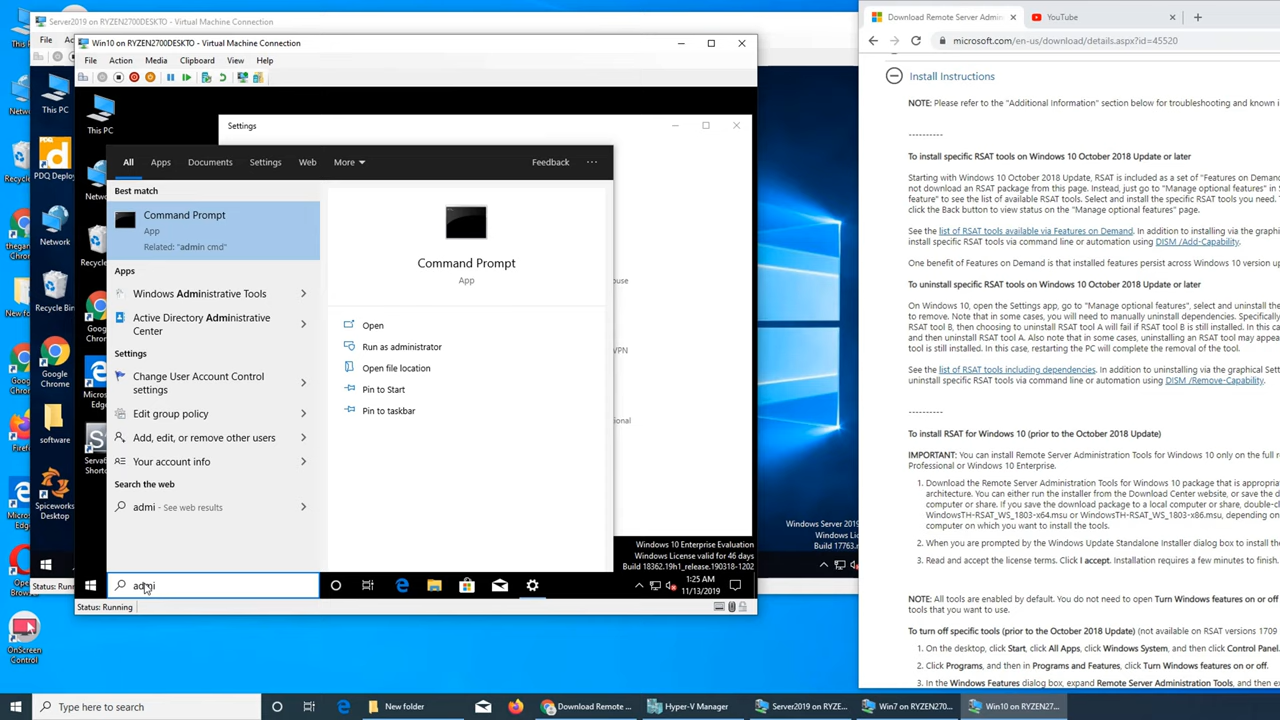 Server2019 on RYZEN2700DESKTO - Virtual Machine Connection
File
Win10 on RYZEN2700DESKTO - Virtual Machine Connection
File Action Media Clipboard View Help
This PC
PDQ Deploy
Network
Recycle Bin
Google Chrome
software
Spiceworks Desktop
OnScreen Control
This PC
Settings
All Apps Documents Settings Web More Feedback ...
Best match
Command Prompt
App
Related: "admin cmd"
Apps
Windows Administrative Tools
Active Directory Administrative
Center
Settings
Change User Account Control
settings
Edit group policy
Add, edit, or remove other users
Your account info
Search the web
admi - See web results
Command Prompt
App
Open
Run as administrator
Open file location
Pin to Start
Pin to taskbar
Windows 10 Enterprise Evaluation
Windows License valid for 46 days
Build 18362.19h1_release.190318-1202
admi
1:25 AM
11/13/2019
Status: Running
Windows Server 2019
Build 17763
Download Remote Server Admin
YouTube
microsoft.com/en-us/download/details.aspx?id=45520
Install Instructions
NOTE: Please refer to the "Additional Information" section below for troubleshooting and known
----------
To install specific RSAT tools on Windows 10 October 2018 Update or later
Starting with Windows 10 October 2018 Update, RSAT is included as a set of "Features on Demand
not download an RSAT package from this page. Instead, just go to "Manage optional features" in S
feature" to see the list of available RSAT tools. Select and install the specific RSAT tools you need. T
click the Back button to view status on the "Manage optional features" page.
See the list of RSAT tools available via Features on Demand. In addition to installing via the graphi
install specific RSAT tools via command line or automation using DISM /Add-Capability.
One benefit of Features on Demand is that installed features persist across Windows 10 version up
To uninstall specific RSAT tools on Windows 10 October 2018 Update or later
On Windows 10, open the Settings app, go to "Manage optional features", select and uninstall the
to remove. Note that in some cases, you will need to manually uninstall dependencies. Specifically
RSAT tool B, then choosing to uninstall RSAT tool A will fail if RSAT tool B is still installed. In this cas
and then uninstall RSAT tool A. Also note that in some cases, uninstalling an RSAT tool may appea
tool is still installed. In this case, restarting the PC will complete the removal of the tool.
See the list of RSAT tools including dependencies. In addition to uninstalling via the graphical Sett
uninstall specific RSAT tools via command line or automation using DISM /Remove-Capability.
----------
To install RSAT for Windows 10 (prior to the October 2018 Update)
IMPORTANT: You can install Remote Server Administration Tools for Windows 10 only on the full r
Professional or Windows 10 Enterprise.
1. Download the Remote Server Administration Tools for Windows 10 package that is appropria
architecture. You can either run the installer from the Download Center website, or save the d
computer or share. If you save the download package to a local computer or share, double-cl
WindowsTH-RSAT_WS_1803-x64.msu or WindowsTH-RSAT_WS_1803-x86.msu, depending on
computer on which you want to install the tools.
2. When you are prompted by the Windows Update Standalone Installer dialog box to install the
3. Read and accept the license terms. Click I accept. Installation requires a few minutes to finish.
NOTE: All tools are enabled by default. You do not need to open Turn Windows features on or off
tools that you want to use.
To turn off specific tools (prior to the October 2018 Update) (not available on RSAT versions 1709
1. On the desktop, click Start, click All Apps, click Windows System, and then click Control Panel.
2. Click Programs, and then in Programs and Features, click Turn Windows features on or off.
3. In the Windows Features dialog box, expand Remote Server Administration Tools, and then ex
Type here to search
New folder
Download Remote ...
Hyper-V Manager
Server2019 on RYZE...
Win7 on RYZEN270...
Win10 on RYZEN27...